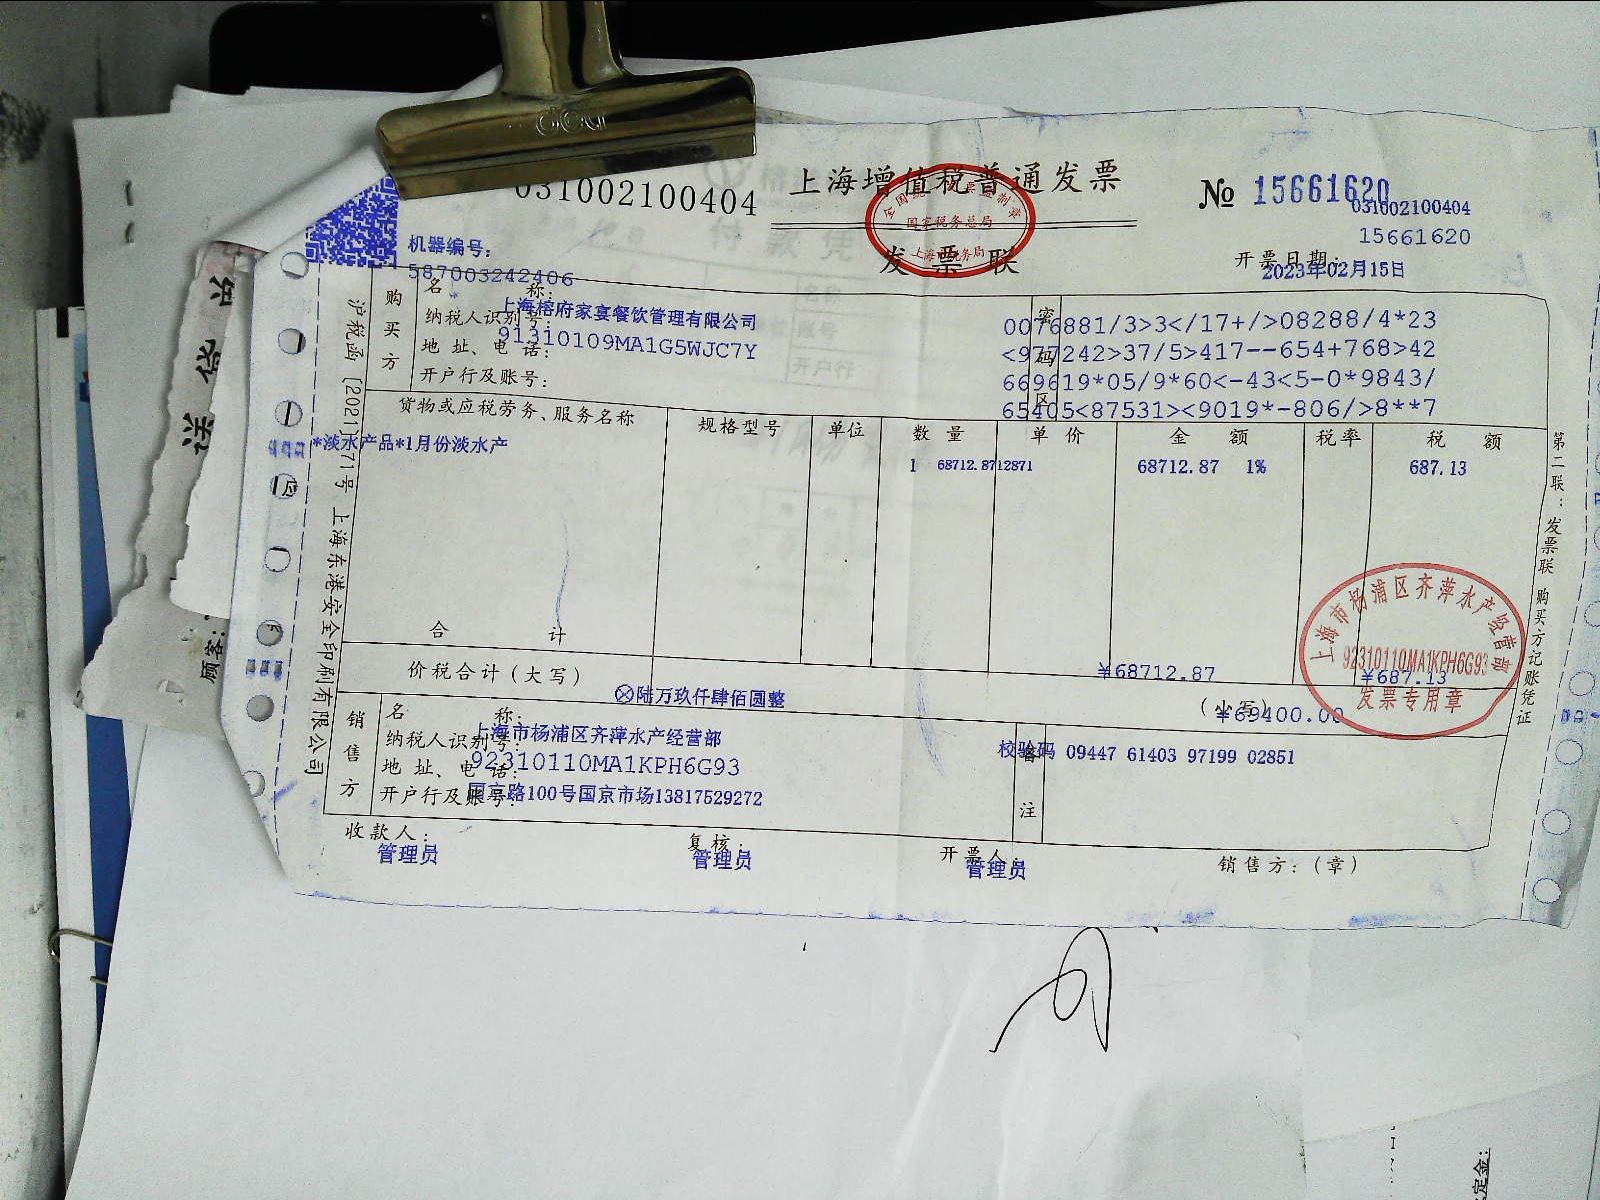 031002100404
上海增值税普通发票
发票联
全国统一发票监制章
国家税务总局
上海市税务局
№ 15661620
031002100404
15661620
开票日期: 2023年02月15日
机器编号:
587003242406
购买方
名 称: 上海榕府家宴餐饮管理有限公司
纳税人识别号: 91310109MA1G5WJC7Y
地址、电话:
开户行及账号:
密码区
0076881/3>3</17+/>08288/4*23
<977242>37/5>417--654+768>42
669619*05/9*60<-43<5-0*9843/
65405<87531><9019*-806/>8**7
货物或应税劳务、服务名称 规格型号 单位 数量 单价 金额 税率 税额
*淡水产品*1月份淡水产 1 68712.8712871 68712.87 1% 687.13
合计 ¥68712.87 ¥687.13
价税合计(大写) ⊗陆万玖仟肆佰圆整 (小写) ¥69400.00
销售方
名 称: 上海市杨浦区齐萍水产经营部
纳税人识别号: 92310110MA1KPH6G93
地址、电话: 国京路100号国京市场13817529272
开户行及账号:
备注
校验码 09447 61403 97199 02851
收款人: 管理员 复核: 管理员 开票人: 管理员 销售方:(章)
上海市杨浦区齐萍水产经营部
92310110MA1KPH6G93
发票专用章
第二联:发票联 购买方记账凭证
沪税函[2021]71号 上海东港安全印刷有限公司
送货单
顾客:
付款凭
名称
账号
开户行
定金: